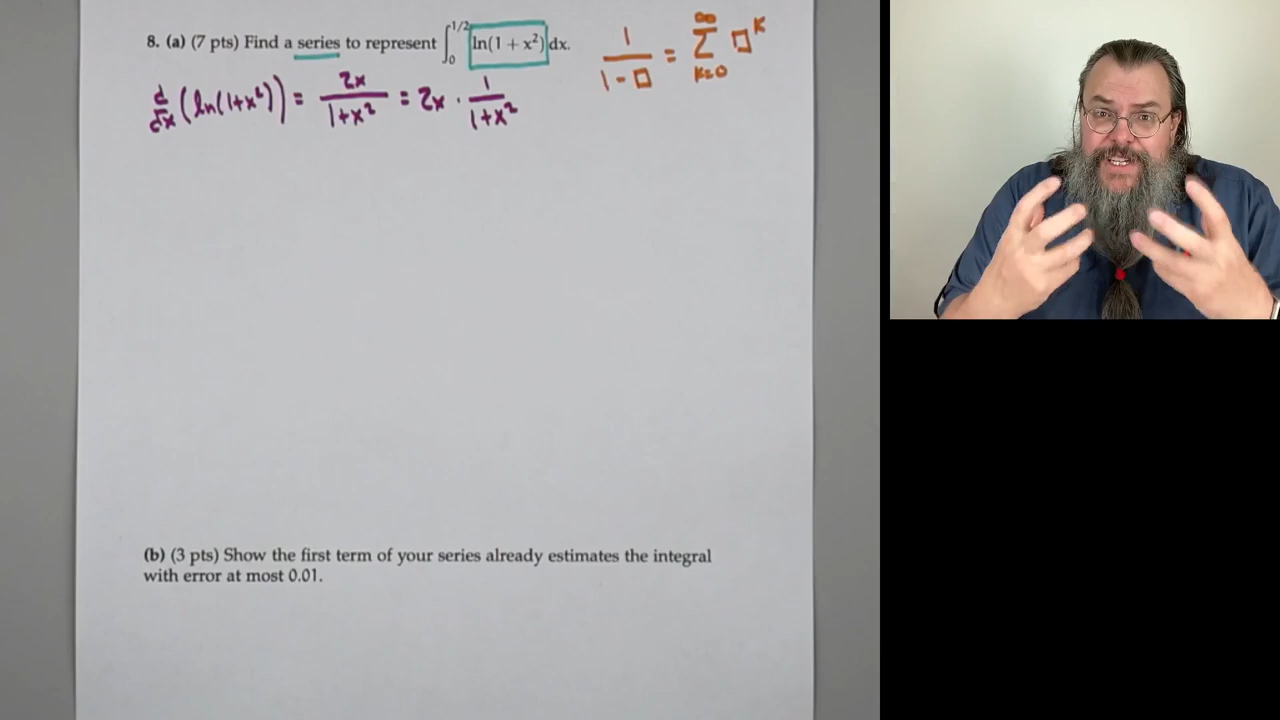 8. (a) (7 pts) Find a series to represent ∫₀^{1/2} ln(1 + x²) dx.
1/(1-□) = ∑_{k=0}^{∞} □^k
d/dx (ln(1+x²)) = 2x/(1+x²) = 2x · 1/(1+x²)
(b) (3 pts) Show the first term of your series already estimates the integral
with error at most 0.01.